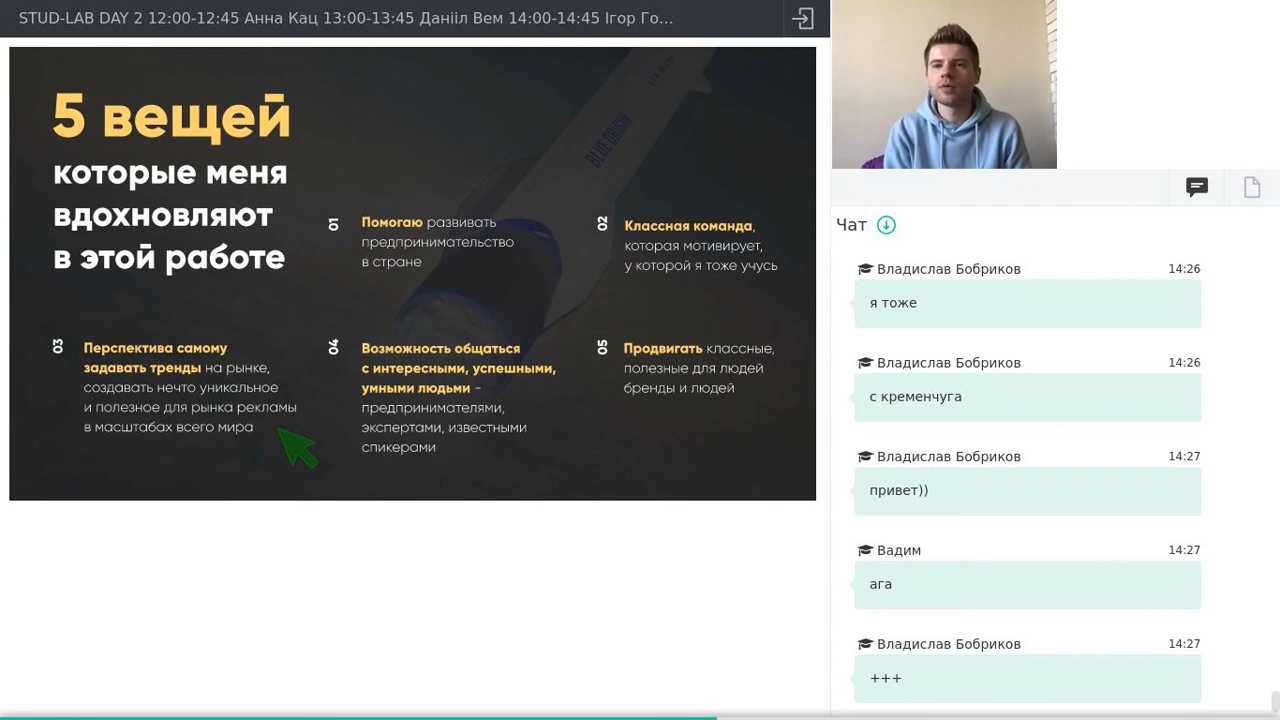 STUD-LAB DAY 2 12:00-12:45 Анна Кац 13:00-13:45 Данііл Вем 14:00-14:45 Ігор Го...
5 вещей
которые меня
вдохновляют
в этой работе
BLUE ORIGIN
01
Помогаю развивать
предпринимательство
в стране
02
Классная команда,
которая мотивирует,
у которой я тоже учусь
03
Перспектива самому
задавать тренды на рынке,
создавать нечто уникальное
и полезное для рынка рекламы
в масштабах всего мира
04
Возможность общаться
с интересными, успешными,
умными людьми -
предпринимателями,
экспертами, известными
спикерами
05
Продвигать классные,
полезные для людей
бренды и людей
Чат
Владислав Бобриков 14:26
я тоже
Владислав Бобриков 14:26
с кременчуга
Владислав Бобриков 14:27
привет))
Вадим 14:27
ага
Владислав Бобриков 14:27
+++